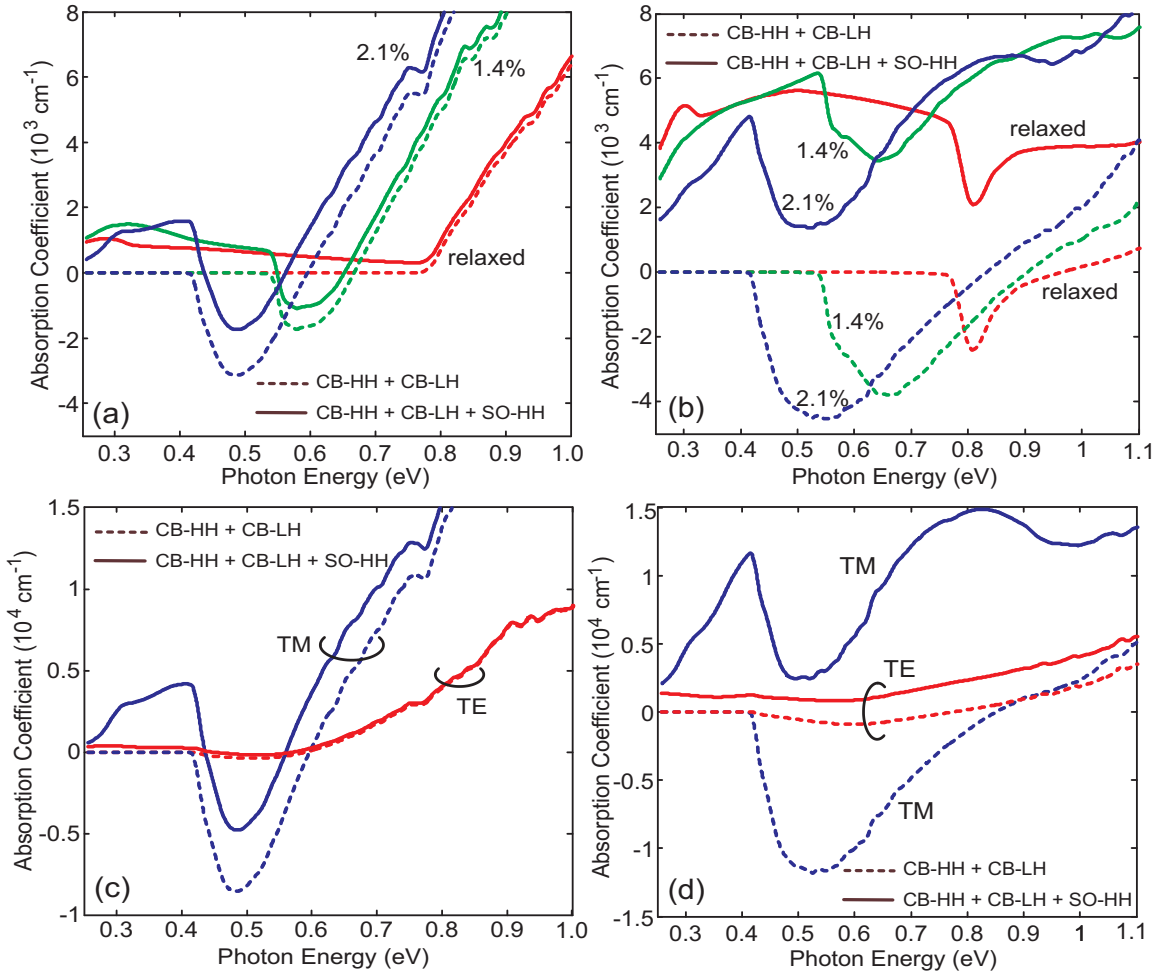 8
6
4
2
0
-2
-4
0.3 0.4 0.5 0.6 0.7 0.8 0.9 1.0
Absorption Coefficient (10³ cm⁻¹)
Photon Energy (eV)
2.1%
1.4%
relaxed
CB-HH + CB-LH
CB-HH + CB-LH + SO-HH
(a)
8
6
4
2
0
-2
-4
0.3 0.4 0.5 0.6 0.7 0.8 0.9 1.0 1.1
Absorption Coefficient (10³ cm⁻¹)
Photon Energy (eV)
CB-HH + CB-LH
CB-HH + CB-LH + SO-HH
relaxed
1.4%
2.1%
relaxed
1.4%
2.1%
(b)
1.5
1
0.5
0
-0.5
-1
0.3 0.4 0.5 0.6 0.7 0.8 0.9 1.0
Absorption Coefficient (10⁴ cm⁻¹)
Photon Energy (eV)
CB-HH + CB-LH
CB-HH + CB-LH + SO-HH
TM
TE
(c)
1.5
1
0.5
0
-0.5
-1
-1.5
0.3 0.4 0.5 0.6 0.7 0.8 0.9 1 1.1
Absorption Coefficient (10⁴ cm⁻¹)
Photon Energy (eV)
TM
TE
TM
CB-HH + CB-LH
CB-HH + CB-LH + SO-HH
(d)